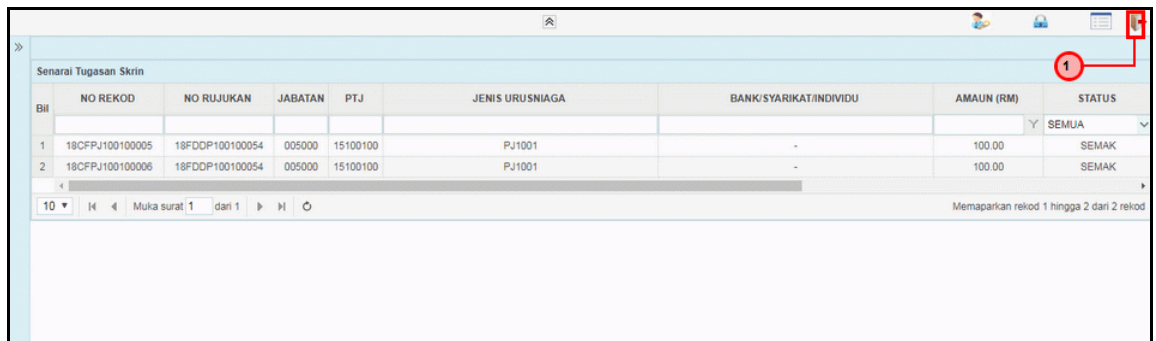 1
Senarai Tugasan Skrin
Bil NO REKOD NO RUJUKAN JABATAN PTJ JENIS URUSNIAGA BANK/SYARIKAT/INDIVIDU AMAUN (RM) STATUS
SEMUA
1 18CFPJ100100005 18FDDP100100054 005000 15100100 PJ1001 - 100.00 SEMAK
2 18CFPJ100100006 18FDDP100100054 005000 15100100 PJ1001 - 100.00 SEMAK
10 Muka surat 1 dari 1 Memaparkan rekod 1 hingga 2 dari 2 rekod